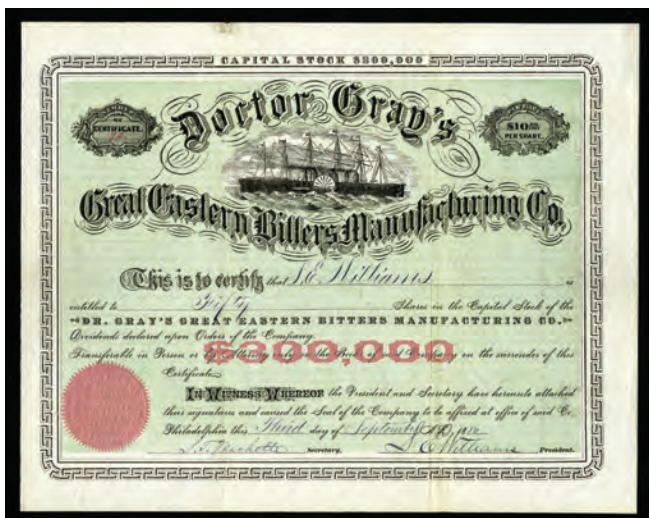 CAPITAL STOCK $300,000
CERTIFICATE.
$10
PER SHARE.
Doctor Gray's
Great Eastern Bitters Manufacturing Co.
This is to certify that S. E. Williams is
entitled to Fifty Shares in the Capital Stock of the
DR. GRAY'S GREAT EASTERN BITTERS MANUFACTURING CO.
Dividends declared upon Orders of the Company.
$300,000
Transferable in Person or by Attorney only on the Books of said Company on the surrender of this
Certificate.
IN WITNESS WHEREOF the President and Secretary have hereunto attached
their signatures and caused the Seal of the Company to be affixed at office of said Co.
Philadelphia this Third day of September
Secretary. S E Williams President.